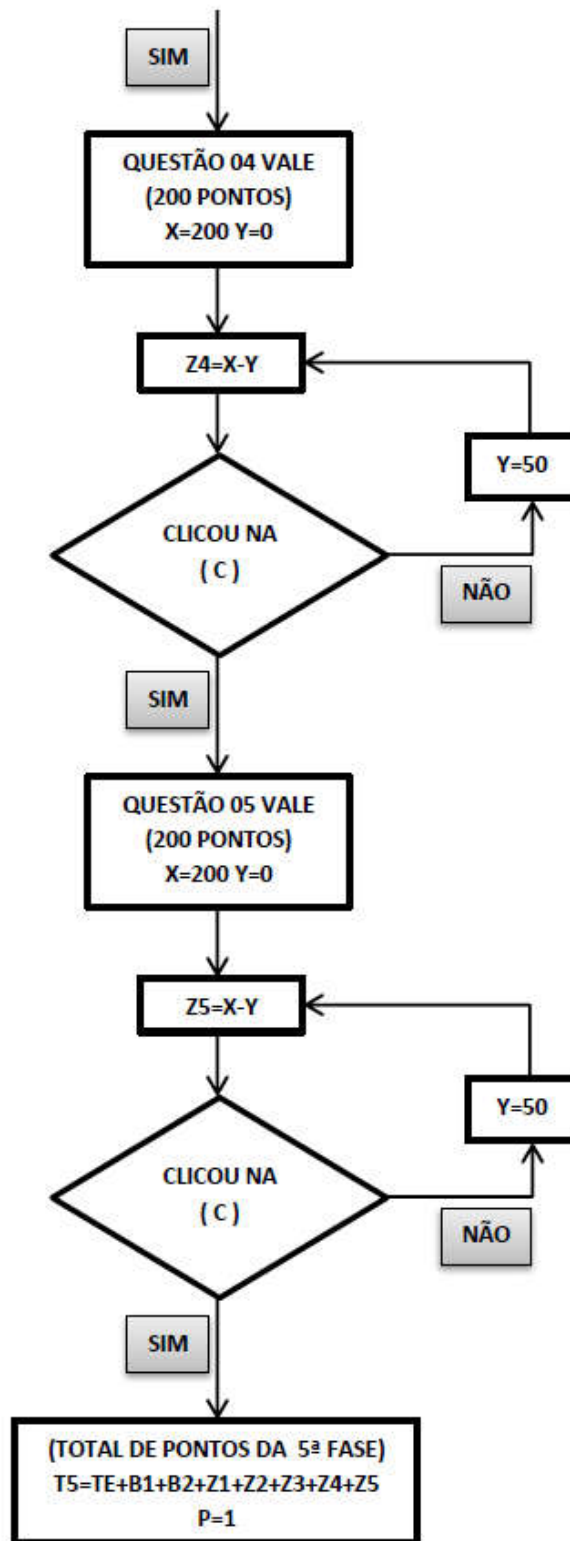 SIM
QUESTÃO 04 VALE
(200 PONTOS)
X=200 Y=0
Z4=X-Y
Y=50
CLICOU NA
( C )
NÃO
SIM
QUESTÃO 05 VALE
(200 PONTOS)
X=200 Y=0
Z5=X-Y
Y=50
CLICOU NA
( C )
NÃO
SIM
(TOTAL DE PONTOS DA 5ª FASE)
T5=TE+B1+B2+Z1+Z2+Z3+Z4+Z5
P=1